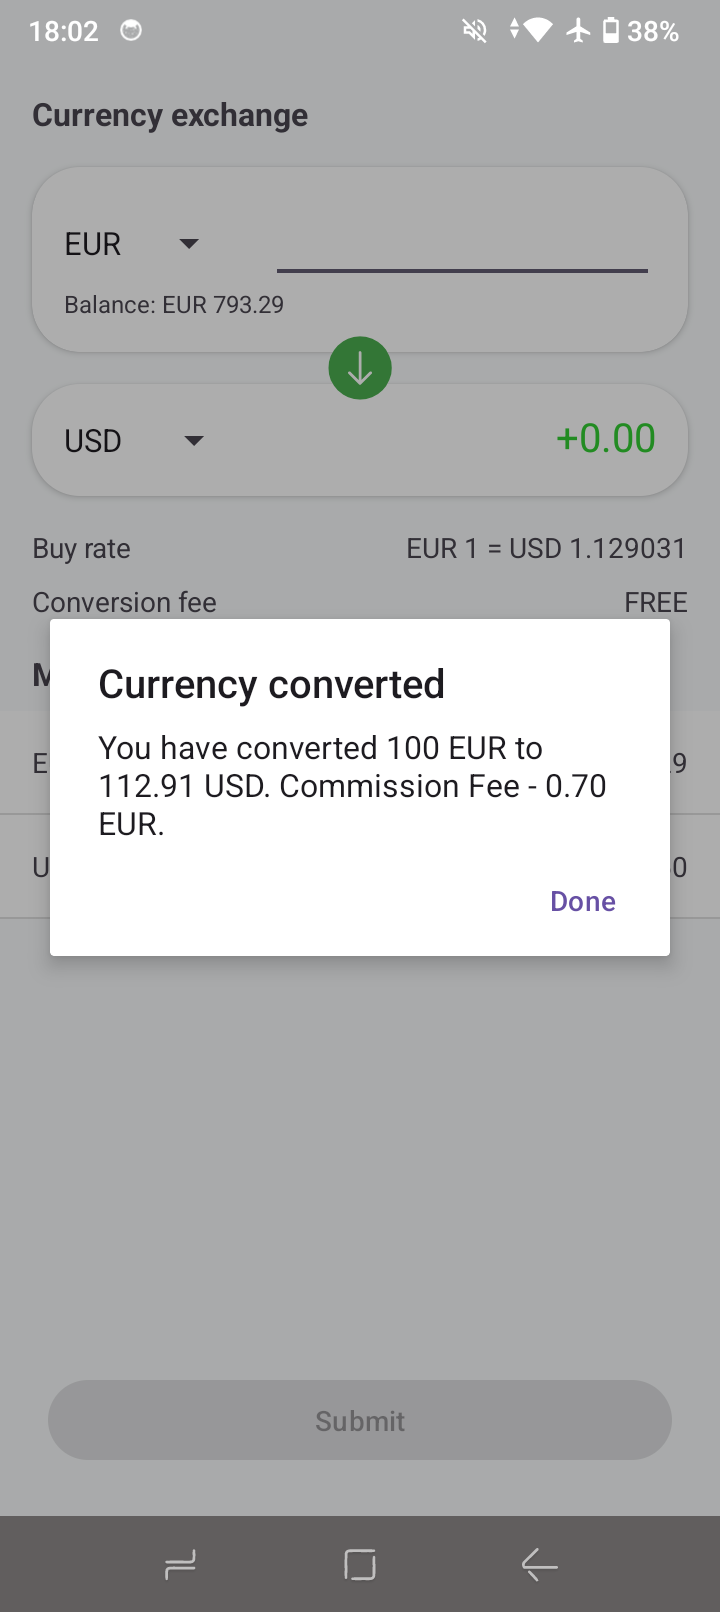 18:02 38%
Currency exchange
EUR
Balance: EUR 793.29
USD +0.00
Buy rate EUR 1 = USD 1.129031
Conversion fee FREE
Currency converted
You have converted 100 EUR to
112.91 USD. Commission Fee - 0.70
EUR.
Done
Submit